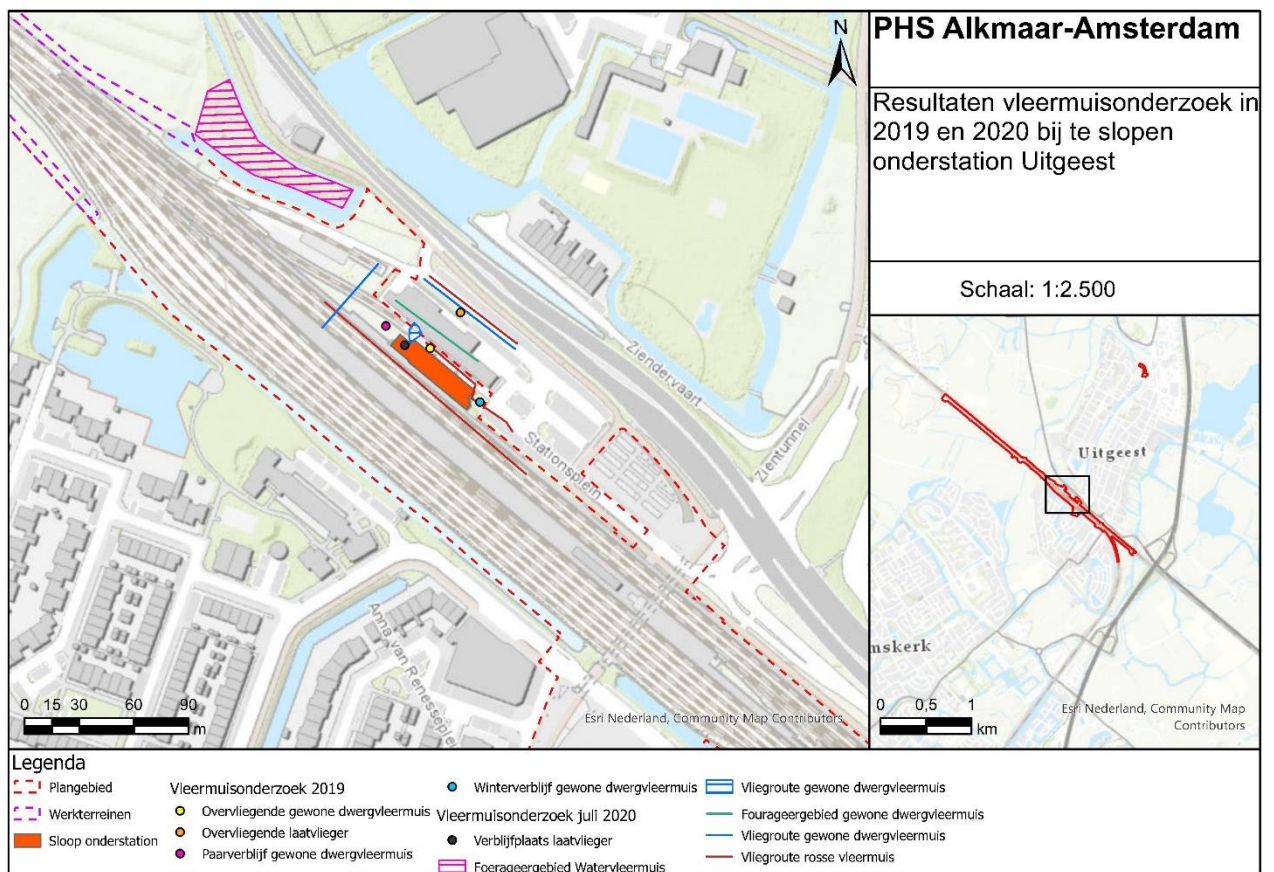 PHS Alkmaar-Amsterdam
Resultaten vleermuisonderzoek in
2019 en 2020 bij te slopen
onderstation Uitgeest
Schaal: 1:2.500
N
Ziendervaart
Zientunnel
Stationsplein
Anna van Renesseplein
0 15 30 60 90
m
Esri Nederland, Community Map Contributors
Uitgeest
mskerk
0 0,5 1
km
Esri Nederland, Community Map
Contributors
Legenda
Plangebied
Werkterreinen
Sloop onderstation
Vleermuisonderzoek 2019
Overvliegende gewone dwergvleermuis
Overvliegende laatvlieger
Paarverblijf gewone dwergvleermuis
Winterverblijf gewone dwergvleermuis
Vleermuisonderzoek juli 2020
Verblijfplaats laatvlieger
Foerageergebied Watervleermuis
Vliegroute gewone dwergvleermuis
Fourageergebied gewone dwergvleermuis
Vliegroute gewone dwergvleermuis
Vliegroute rosse vleermuis